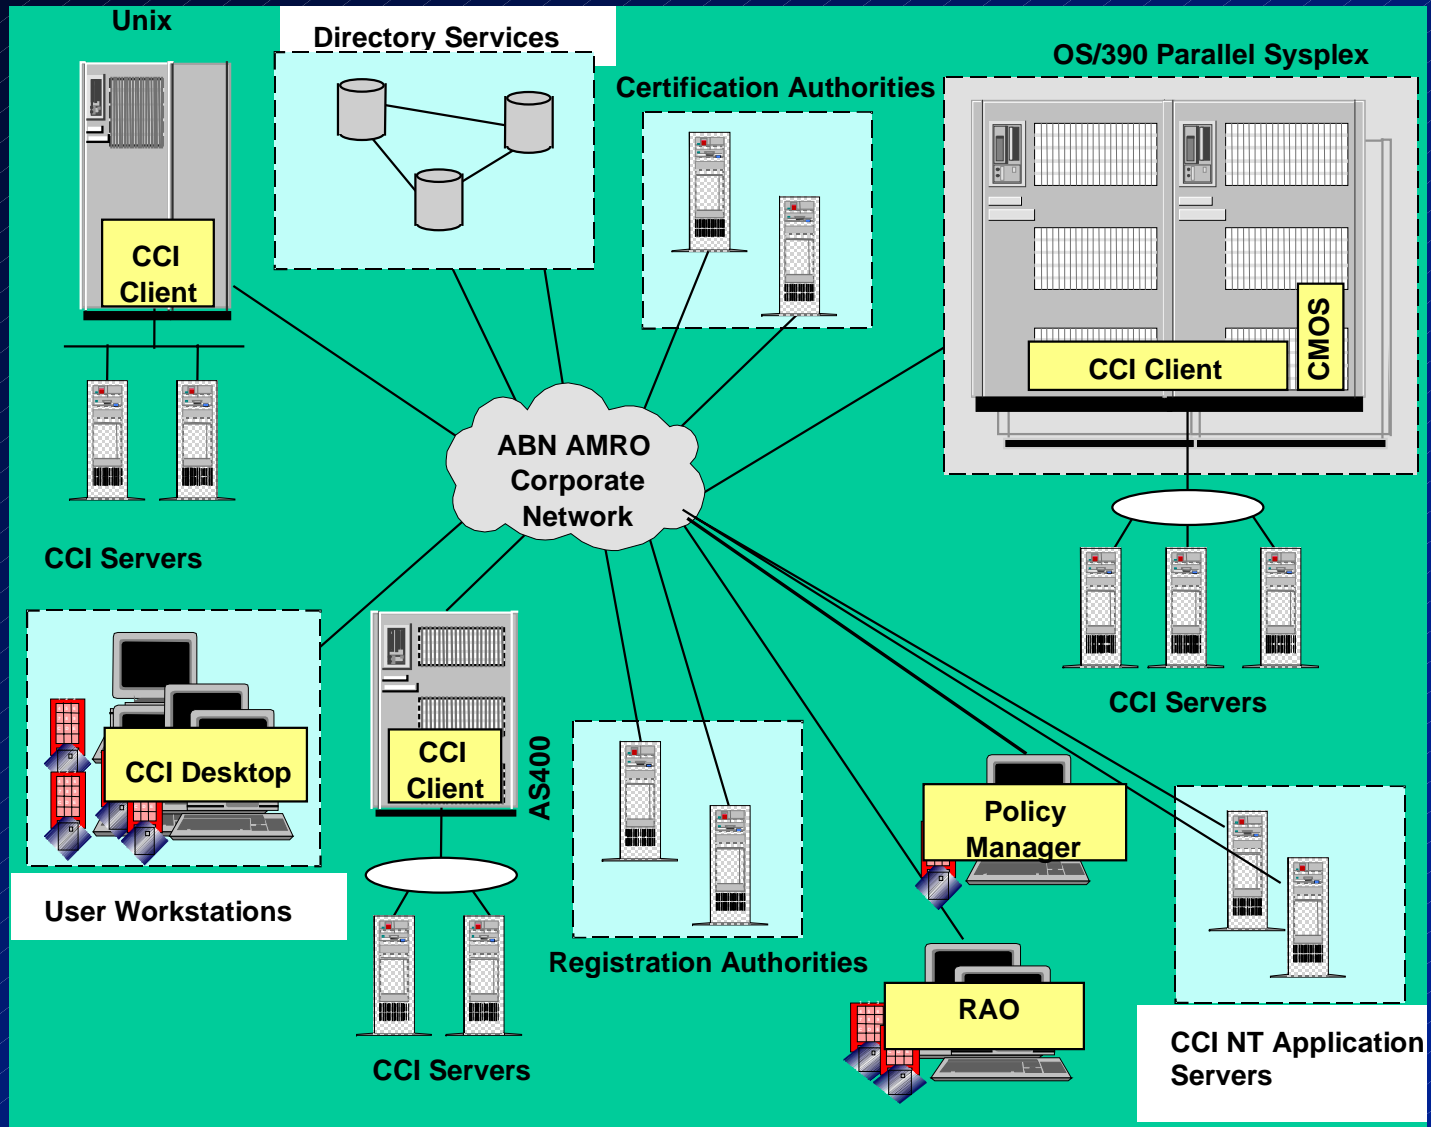 Unix
Directory Services
OS/390 Parallel Sysplex
Certification Authorities
CCI
Client
CMOS
CCI Client
ABN AMRO
Corporate
Network
CCI Servers
CCI Servers
CCI Desktop
CCI
Client
AS400
Policy
Manager
User Workstations
Registration Authorities
RAO
CCI NT Application
Servers
CCI Servers